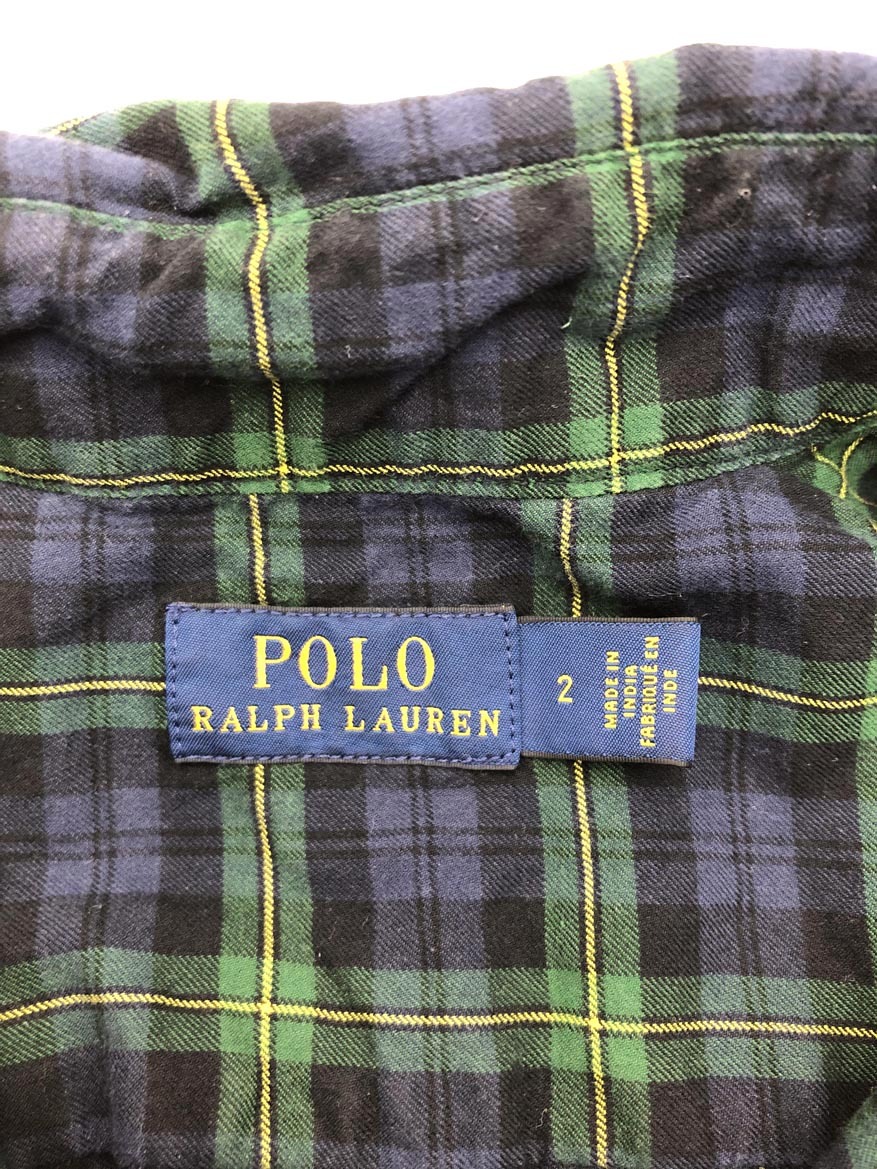 POLO
RALPH LAUREN
2
MADE IN
INDIA
FABRIQUÉ EN
INDE